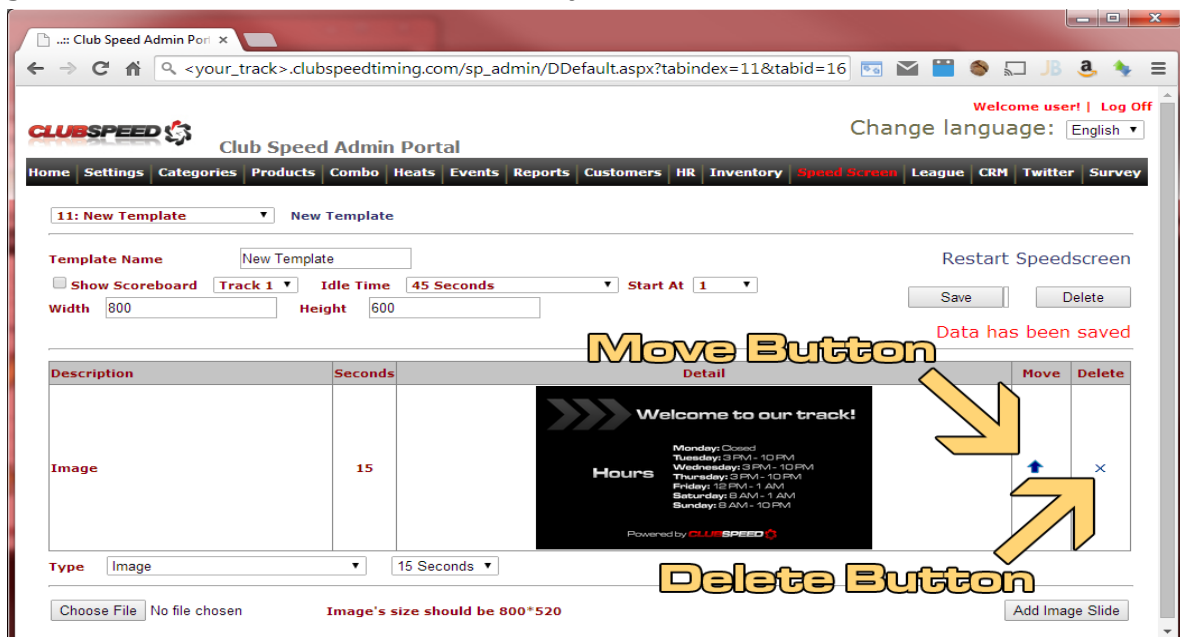 ..:: Club Speed Admin Por
<your_track>.clubspeedtiming.com/sp_admin/DDefault.aspx?tabindex=11&tabid=16
JB
Welcome user! | Log Off
CLUBSPEED
Club Speed Admin Portal
Change language: English
Home Settings Categories Products Combo Heats Events Reports Customers HR Inventory Speed Screen League CRM Twitter Survey
11: New Template New Template
Template Name New Template Restart Speedscreen
Show Scoreboard Track 1 Idle Time 45 Seconds Start At 1
Save Delete
Width 800 Height 600
Data has been saved
Move Button
Description Seconds Detail Move Delete
Welcome to our track!
Monday: Closed
Tuesday: 3 PM - 10 PM
Wednesday: 3 PM - 10 PM
Image 15
Hours
Thursday: 3 PM - 10 PM
Friday: 12 PM - 1 AM
Saturday: 8 AM - 1 AM
Sunday: 8 AM - 10 PM
Powered by CLUBSPEED
Type Image 15 Seconds
Delete Button
Choose File No file chosen Image's size should be 800*520 Add Image Slide